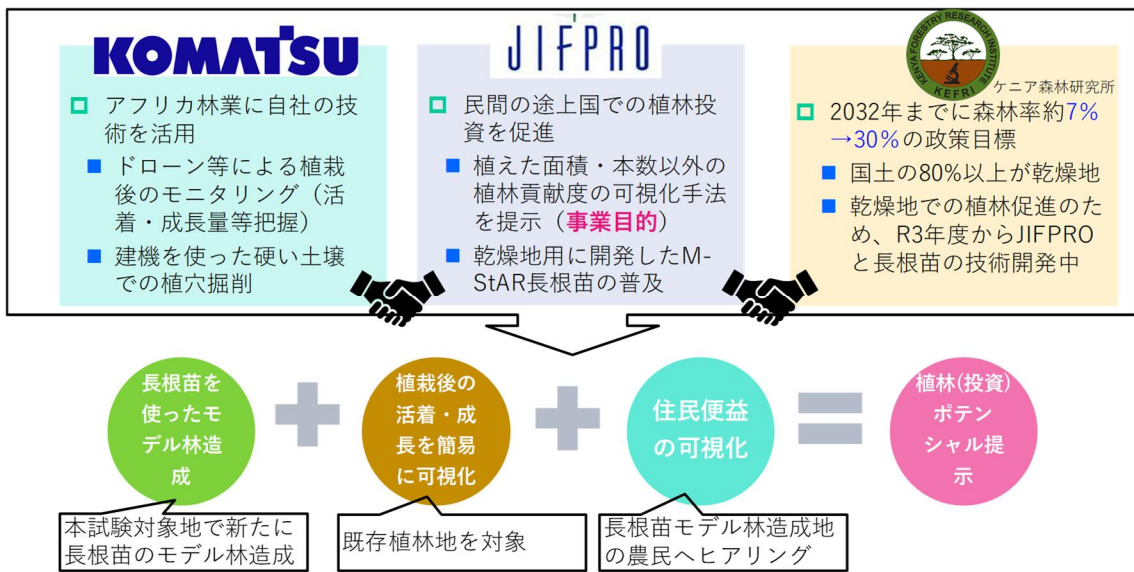 KOMATSU
アフリカ林業に自社の技
術を活用
ドローン等による植栽
後のモニタリング（活
着・成長量等把握）
建機を使った硬い土壌
での植穴掘削
JIFPRO
民間の途上国での植林投
資を促進
植えた面積・本数以外の
植林貢献度の可視化手法
を提示（事業目的）
乾燥地用に開発したM-
StAR長根苗の普及
KENYA FORESTRY RESEARCH INSTITUTE
KEFRI
ケニア森林研究所
2032年までに森林率約7%
→30%の政策目標
国土の80%以上が乾燥地
乾燥地での植林促進のた
め、R3年度からJIFPRO
と長根苗の技術開発中
長根苗を
使ったモ
デル林造
成
植栽後の
活着・成
長を簡易
に可視化
住民便益
の可視化
植林(投資)
ポテン
シャル提
示
本試験対象地で新たに
長根苗のモデル林造成
既存植林地を対象
長根苗モデル林造成地
の農民へヒアリング